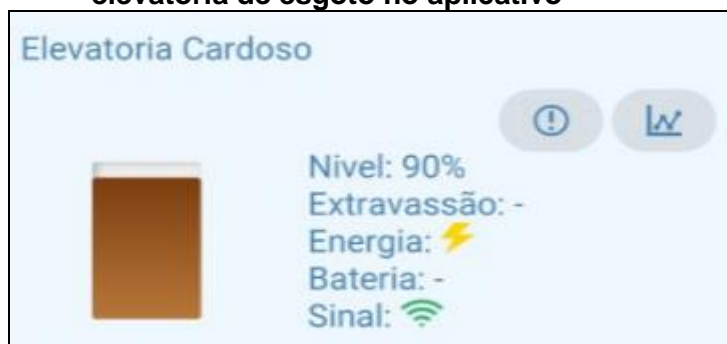 elevatória de esgoto no aplicativo
Elevatoria Cardoso
Nivel: 90%
Extravassão: -
Energia:
Bateria: -
Sinal: